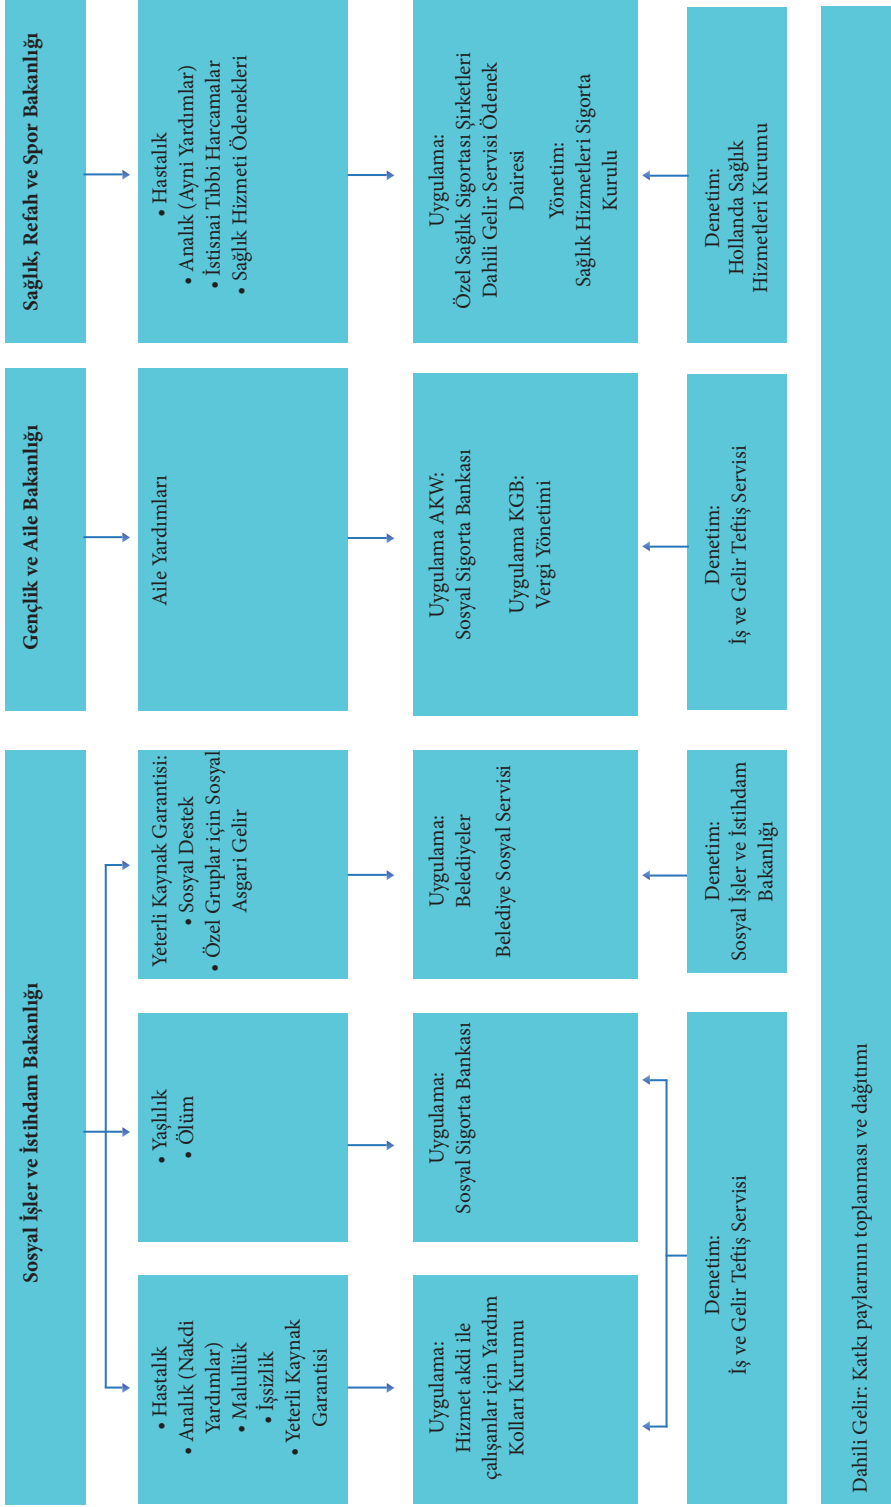 Sosyal İşler ve İstihdam Bakanlığı
Gençlik ve Aile Bakanlığı
Sağlık, Refah ve Spor Bakanlığı
• Hastalık
• Analık (Nakdi
Yardımlar)
• Malullük
• İşsizlik
• Yeterli Kaynak
Garantisi
• Yaşlılık
• Ölüm
Yeterli Kaynak Garantisi:
• Sosyal Destek
• Özel Gruplar için Sosyal
Asgari Gelir
Aile Yardımları
• Hastalık
• Analık (Ayni Yardımlar)
• İstisnai Tıbbi Harcamalar
• Sağlık Hizmeti Ödenekleri
Uygulama:
Hizmet akdi ile
çalışanlar için Yardım
Kolları Kurumu
Uygulama:
Sosyal Sigorta Bankası
Uygulama:
Belediyeler
Belediye Sosyal Servisi
Uygulama AKW:
Sosyal Sigorta Bankası
Uygulama KGB:
Vergi Yönetimi
Uygulama:
Özel Sağlık Sigortası Şirketleri
Dahili Gelir Servisi Ödenek
Dairesi
Yönetim:
Sağlık Hizmetleri Sigorta
Kurulu
Denetim:
İş ve Gelir Teftiş Servisi
Denetim:
Sosyal İşler ve İstihdam
Bakanlığı
Denetim:
İş ve Gelir Teftiş Servisi
Denetim:
Hollanda Sağlık
Hizmetleri Kurumu
Dahili Gelir: Katkı paylarının toplanması ve dağıtımı